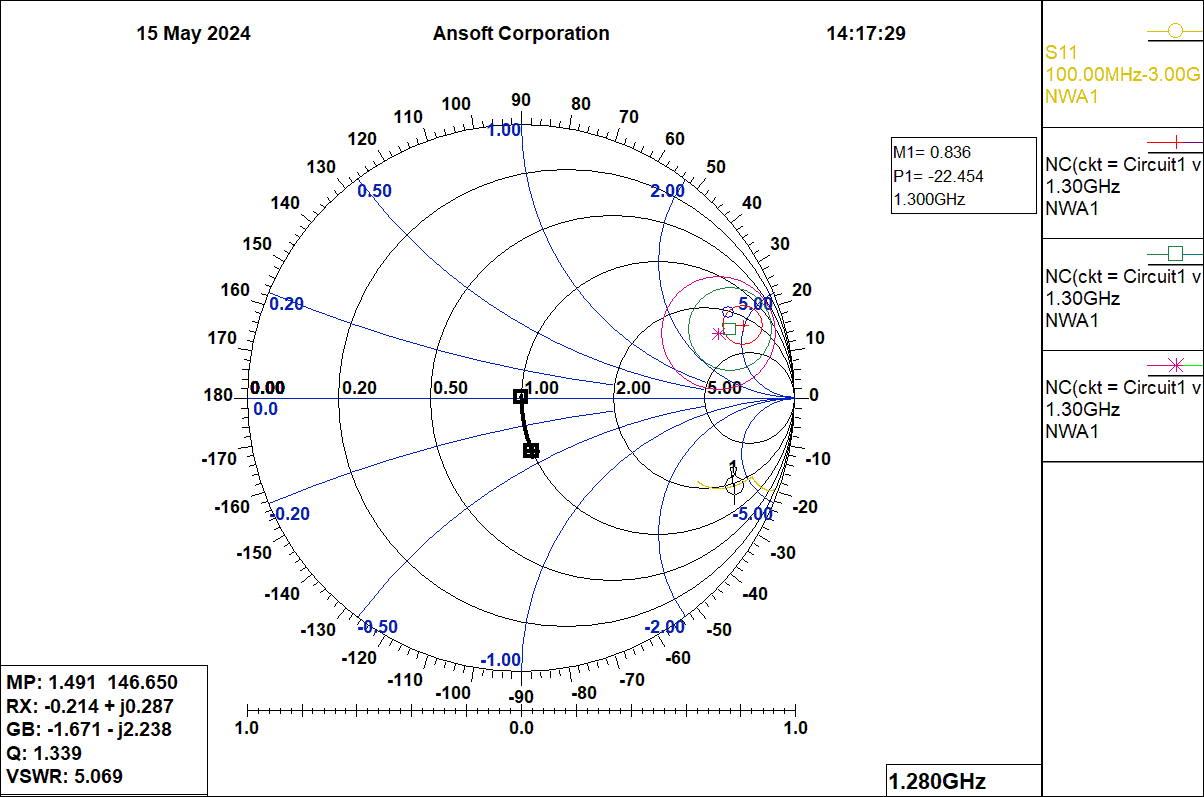 15 May 2024
Ansoft Corporation
14:17:29
S11
100.00MHz-3.00G
NWA1
NC(ckt = Circuit1 v
1.30GHz
NWA1
NC(ckt = Circuit1 v
1.30GHz
NWA1
NC(ckt = Circuit1 v
1.30GHz
NWA1
M1= 0.836
P1= -22.454
1.300GHz
90
100
80
110
70
120
60
130
50
140
40
150
30
160
20
170
10
180
0
-170
-10
-160
-20
-150
-30
-140
-40
-130
-50
-120
-60
-110
-70
-100
-80
-90
1.00
0.50
2.00
0.20
5.00
0.00
0.20
0.50
1.00
2.00
5.00
0.0
1
-0.20
-5.00
-0.50
-2.00
-1.00
MP: 1.491 146.650
RX: -0.214 + j0.287
GB: -1.671 - j2.238
Q: 1.339
VSWR: 5.069
1.0
0.0
1.0
1.280GHz